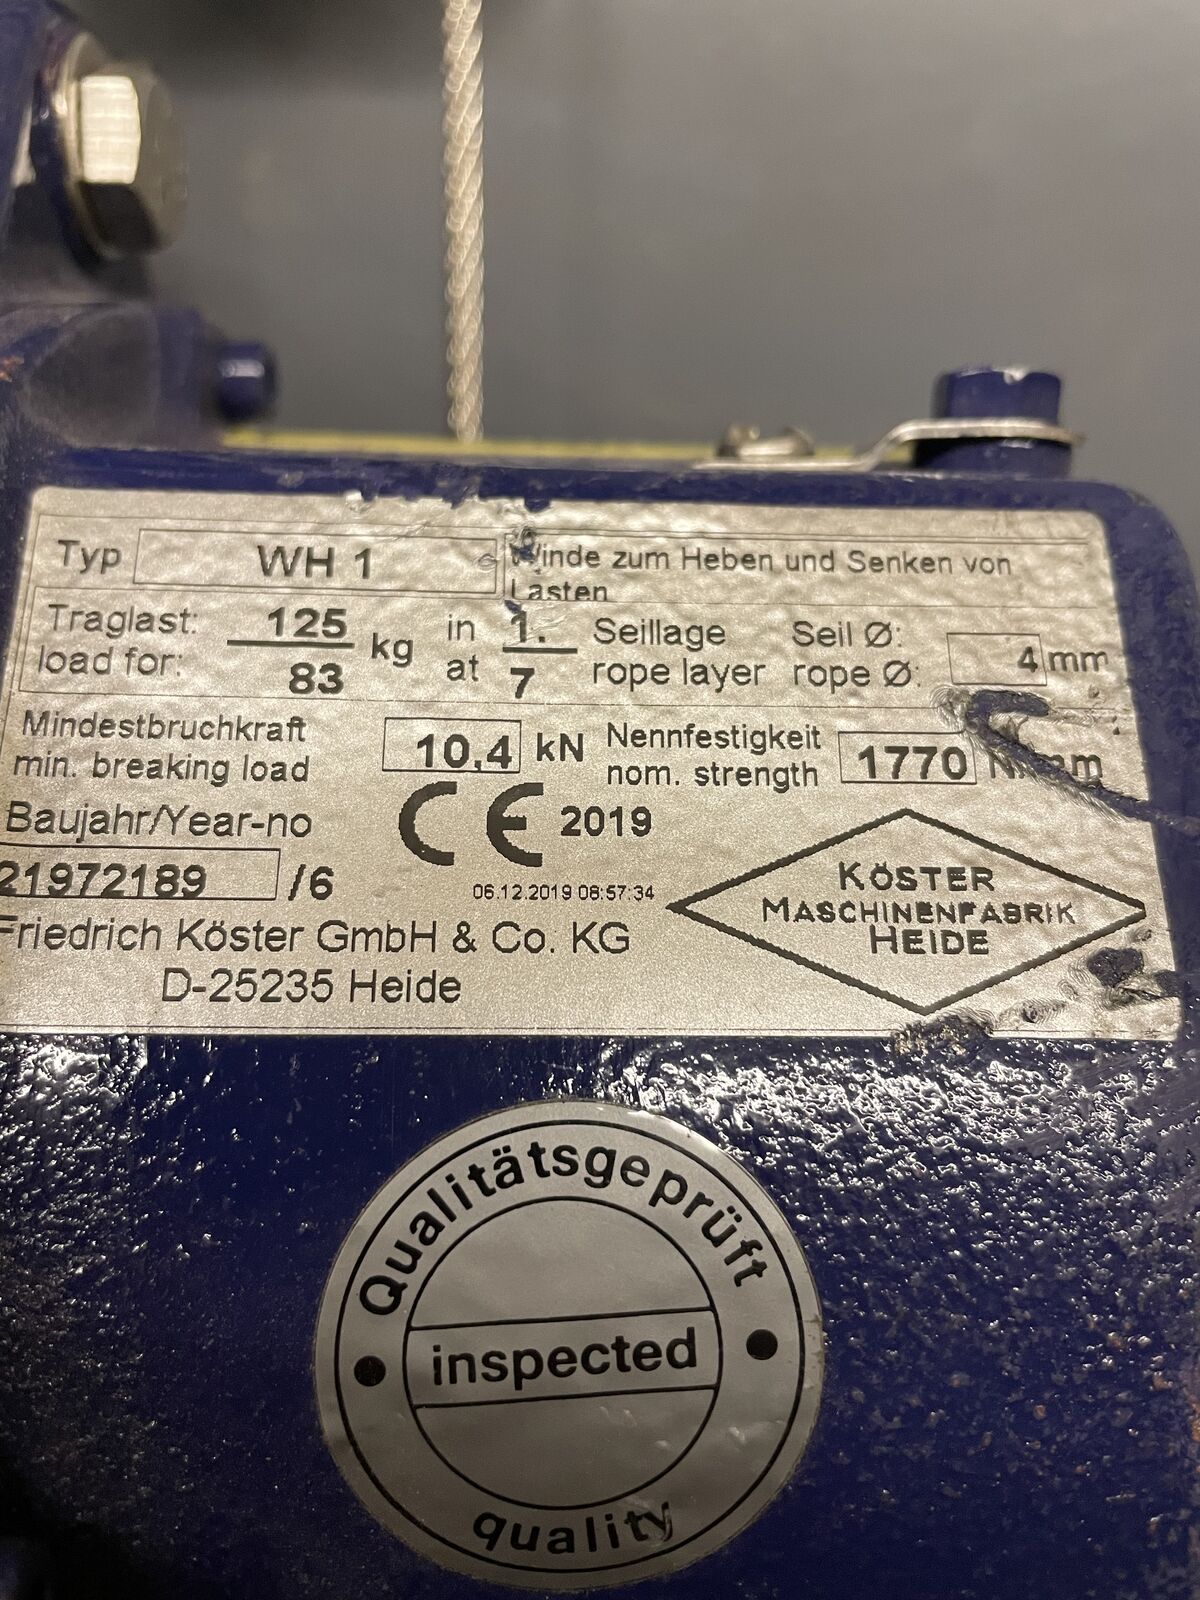 Typ WH 1 Winde zum Heben und Senken von
Lasten
Traglast: 125 kg in 1. Seillage Seil Ø: 4 mm
load for: 83 at 7 rope layer rope Ø:
Mindestbruchkraft 10,4 kN Nennfestigkeit 1770
min. breaking load nom. strength
Baujahr/Year-no CE 2019
21972189 /6 06.12.2019 08:57:34
Friedrich Köster GmbH & Co. KG
D-25235 Heide
KÖSTER
MASCHINENFABRIK
HEIDE
Qualitätsgeprüft
inspected
quality